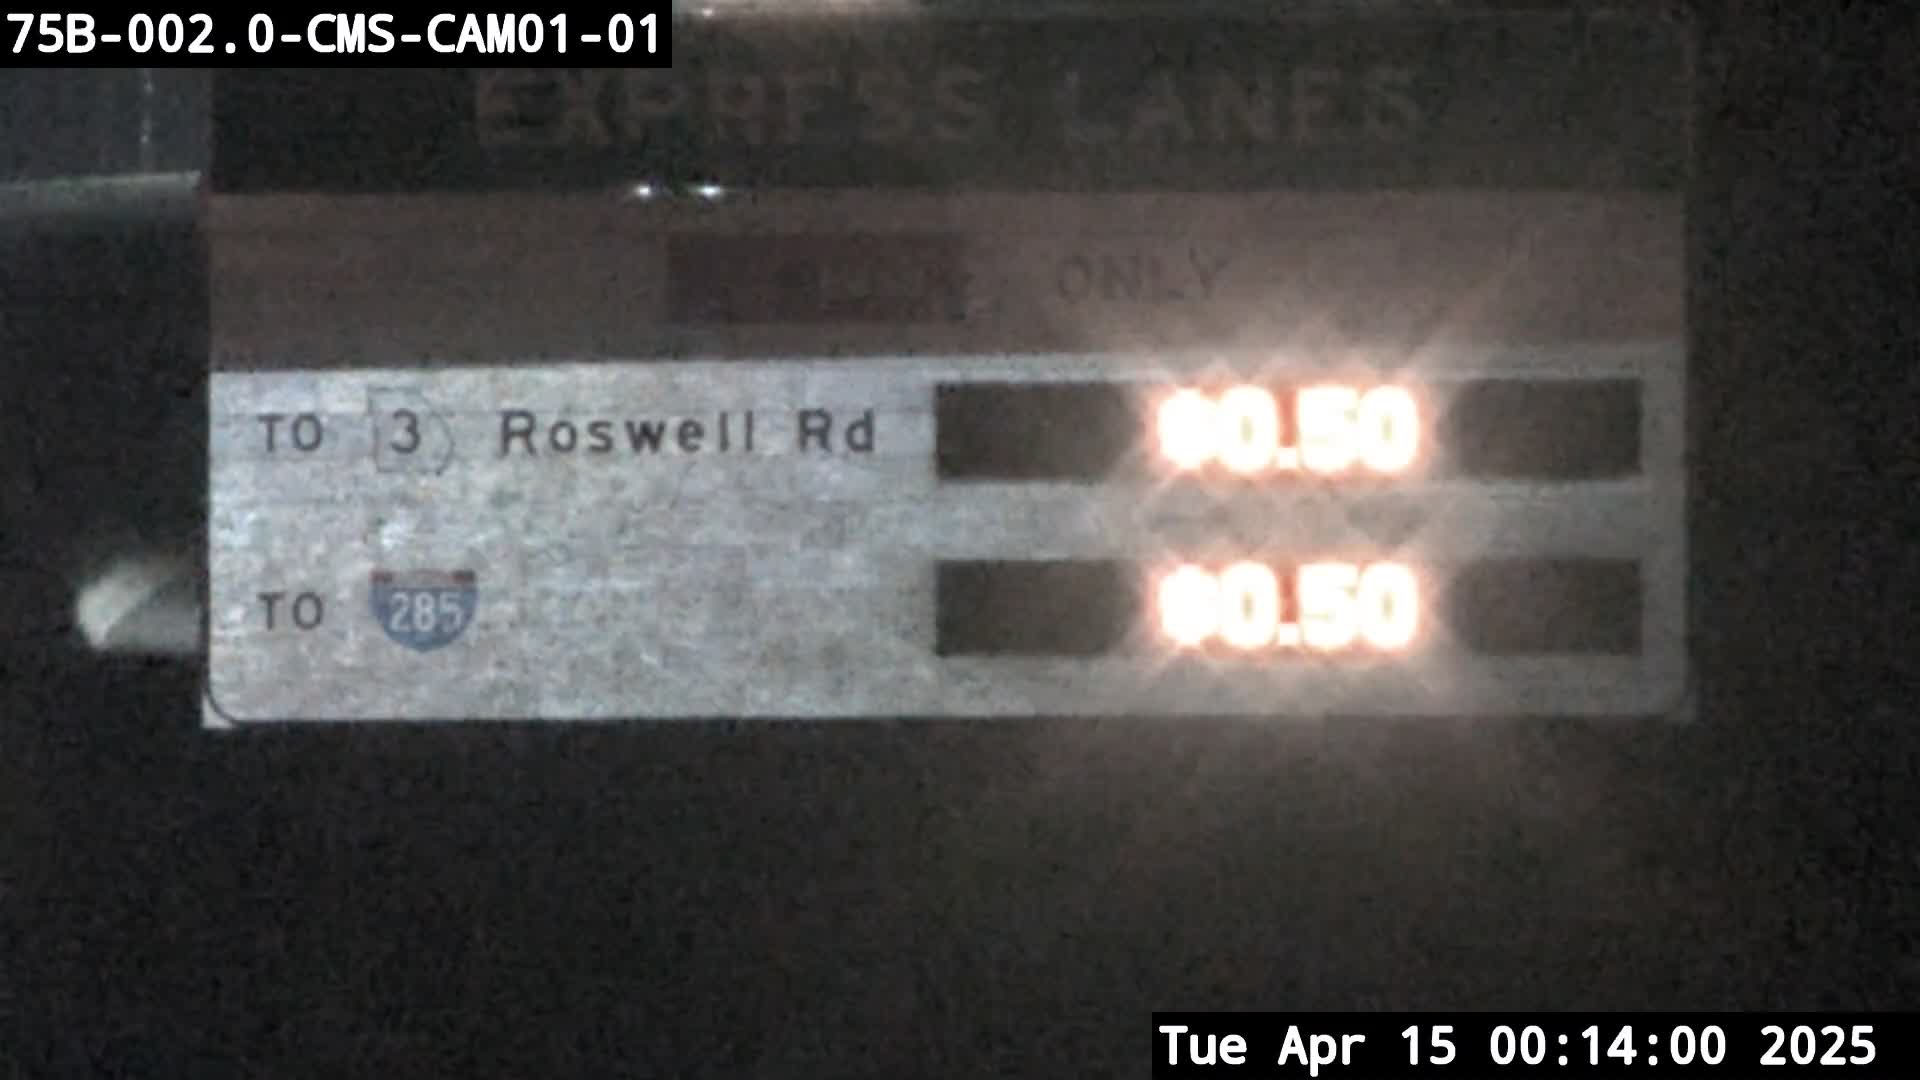 75B-002.0-CMS-CAM01-01
EXPRESS LANES
ONLY
TO 3 Roswell Rd $0.50
TO 285 $0.50
Tue Apr 15 00:14:00 2025